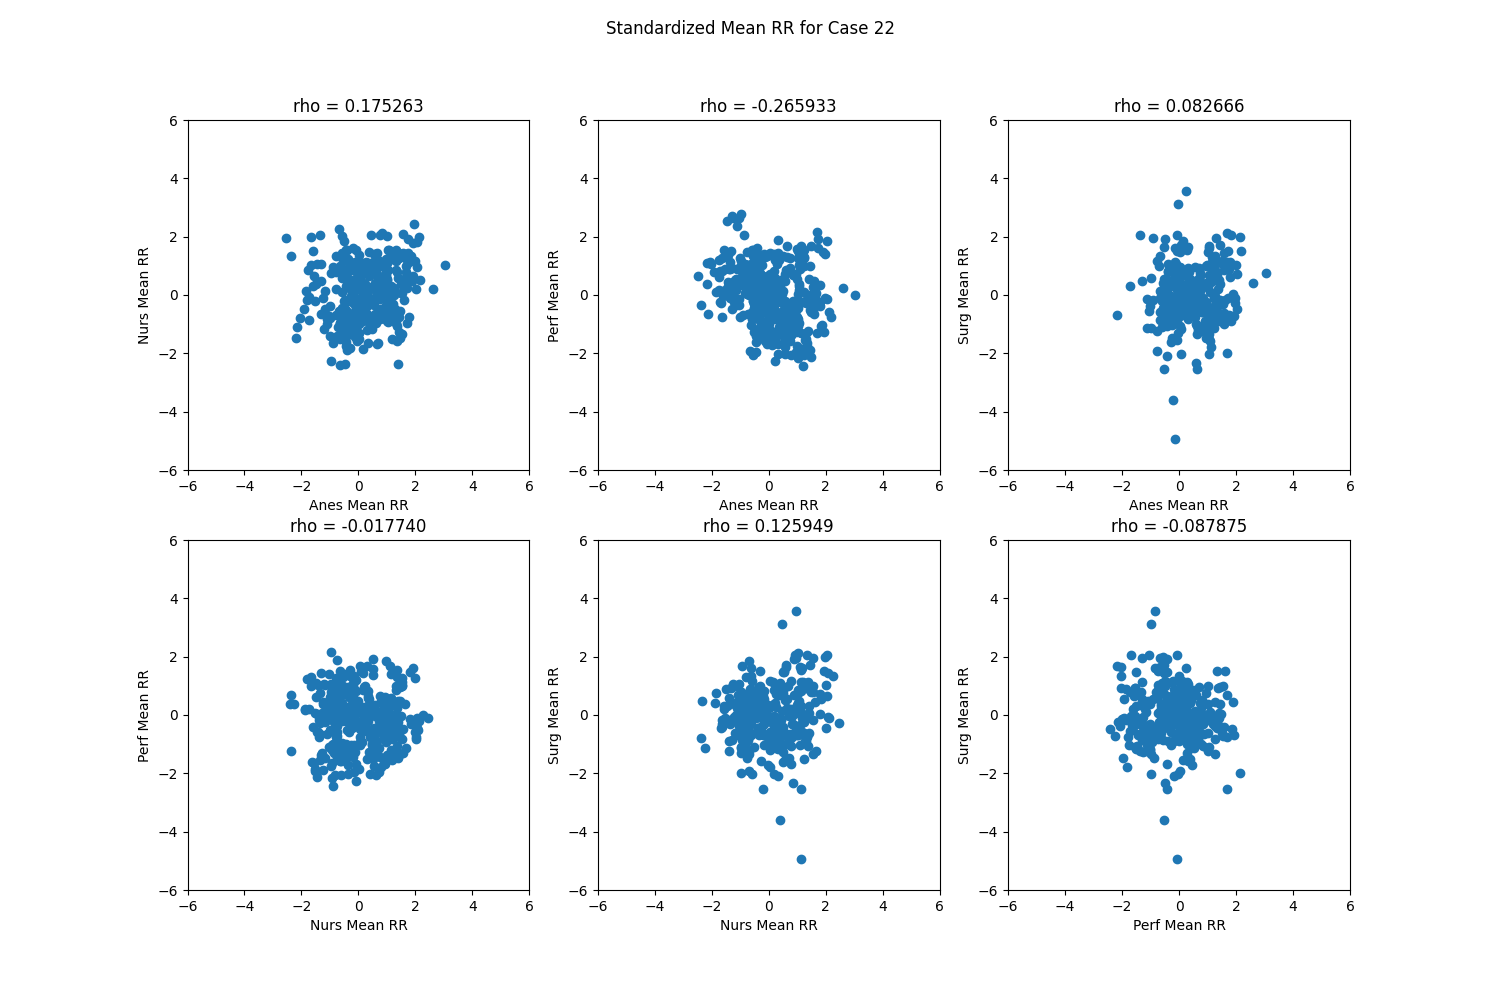 Standardized Mean RR for Case 22
rho = 0.175263
6
4
2
0
−2
−4
−6
−6 −4 −2 0 2 4 6
Nurs Mean RR
Anes Mean RR
rho = -0.265933
6
4
2
0
−2
−4
−6
−6 −4 −2 0 2 4 6
Perf Mean RR
Anes Mean RR
rho = 0.082666
6
4
2
0
−2
−4
−6
−6 −4 −2 0 2 4 6
Surg Mean RR
Anes Mean RR
rho = -0.017740
6
4
2
0
−2
−4
−6
−6 −4 −2 0 2 4 6
Perf Mean RR
Nurs Mean RR
rho = 0.125949
6
4
2
0
−2
−4
−6
−6 −4 −2 0 2 4 6
Surg Mean RR
Nurs Mean RR
rho = -0.087875
6
4
2
0
−2
−4
−6
−6 −4 −2 0 2 4 6
Surg Mean RR
Perf Mean RR